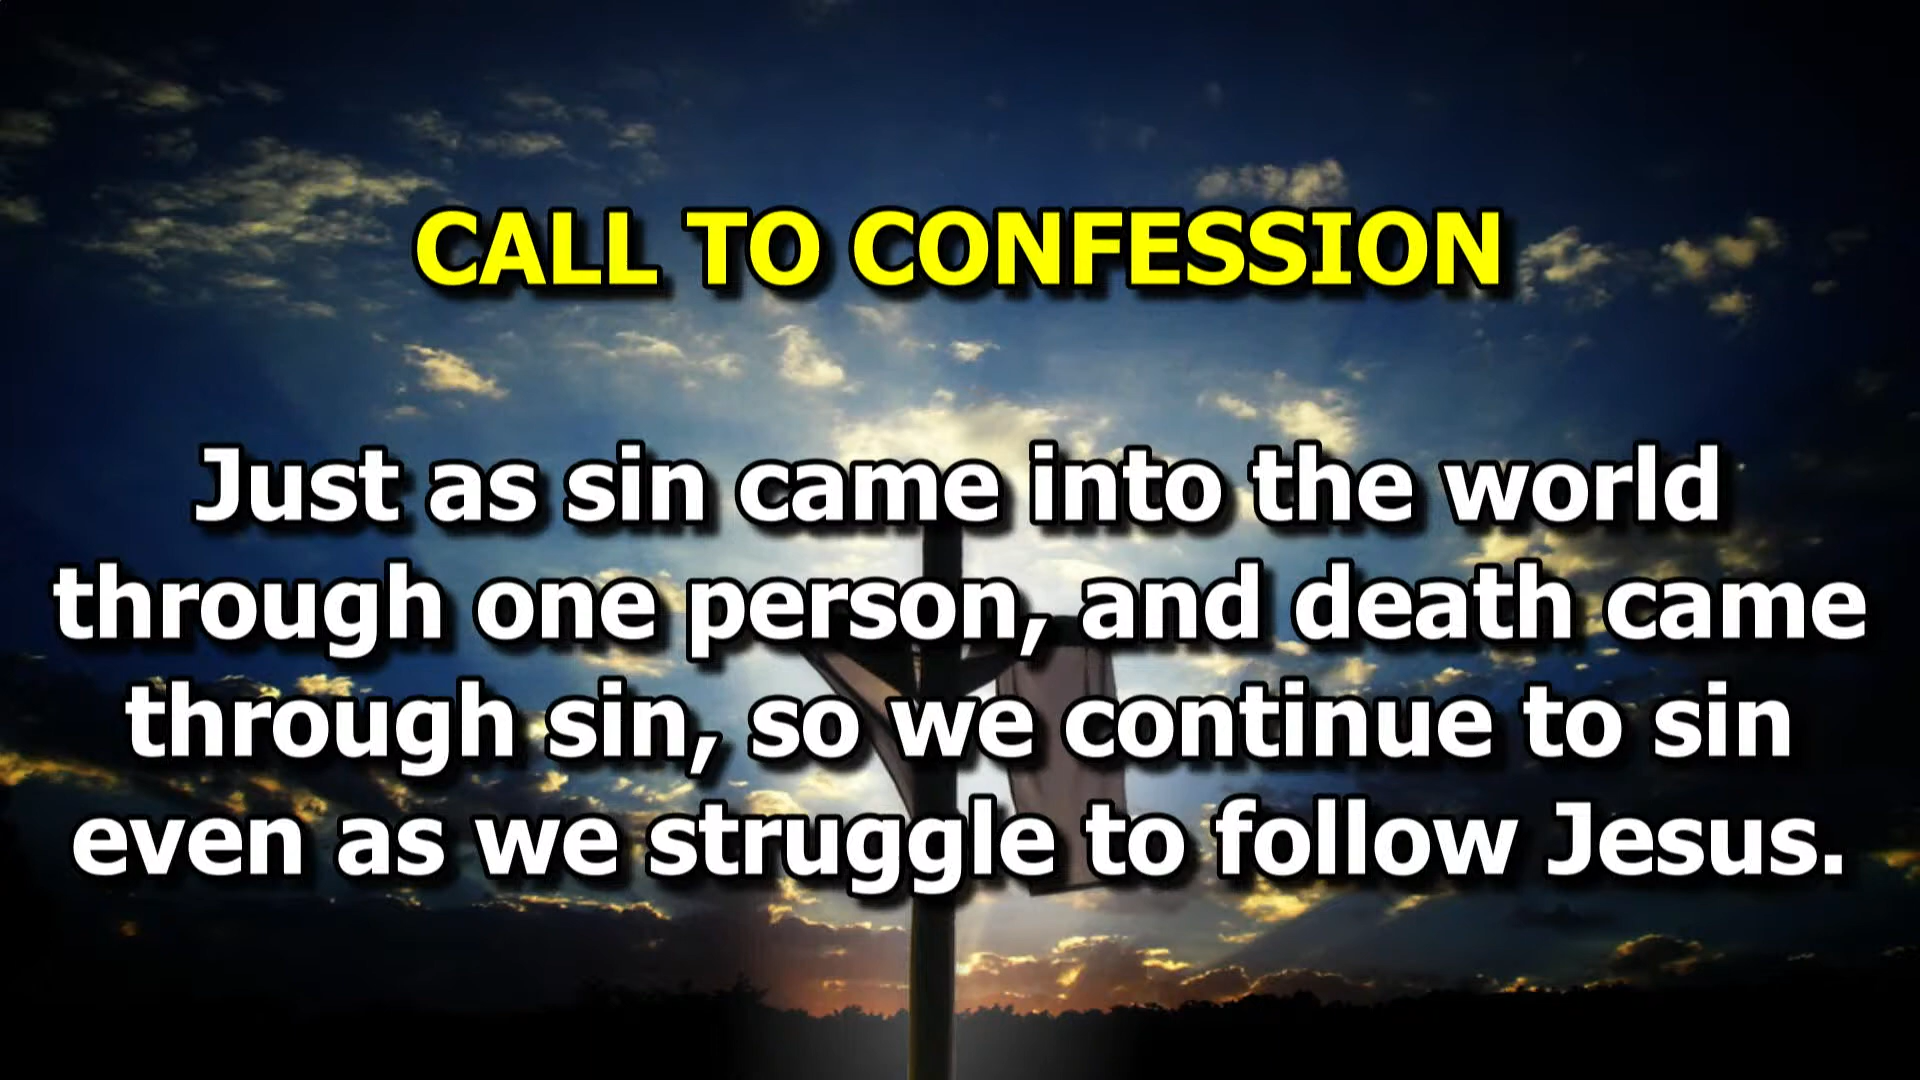 CALL TO CONFESSION
Just as sin came into the world
through one person, and death came
through sin, so we continue to sin
even as we struggle to follow Jesus.